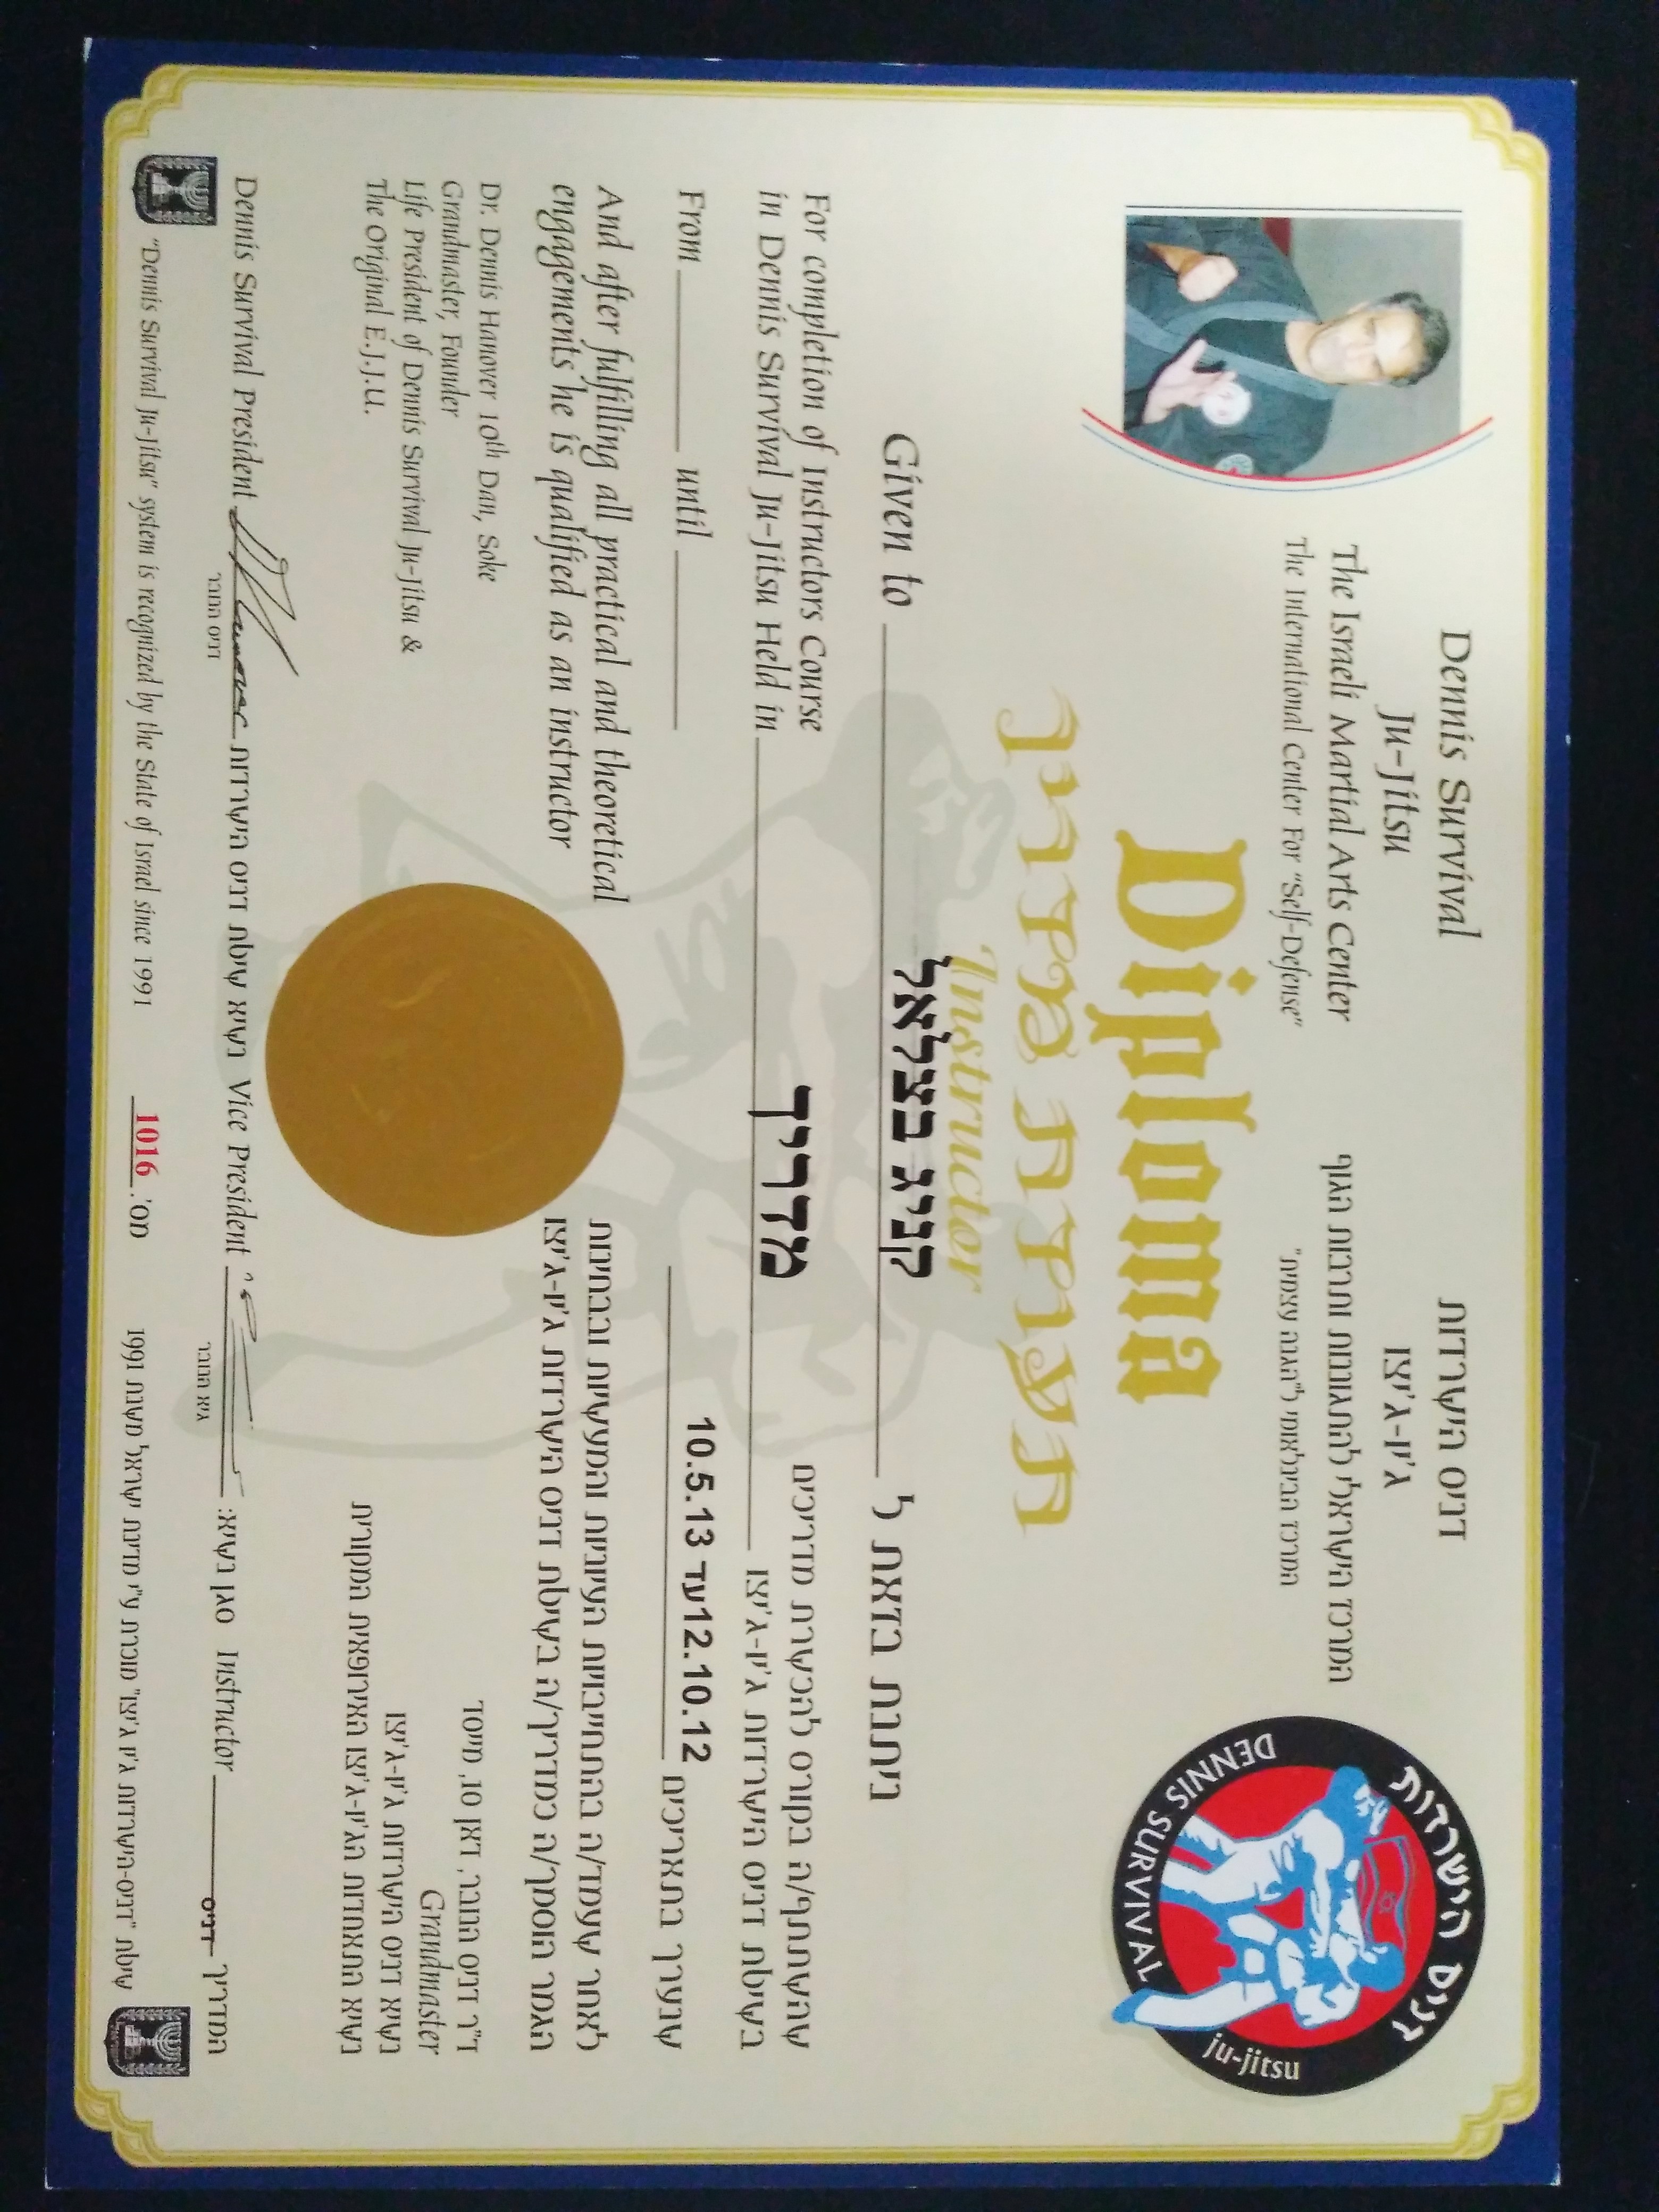 Dennis Survival
Ju-Jitsu
The Israeli Martial Arts Center
The International Center For "Self-Defense"
דניס הישרדות
ג'יו-ג'יצו
המרכז הישראלי להתגוננות ותרבות הגוף
המרכז הבינלאומי ל"הגנה עצמית"
דניס הישרדות
DENNIS SURVIVAL
ju-jitsu
Diploma
תעודת מדריך
Instructor
Given to קניג בצלאל ניתנת בזאת ל
For completion of Instructors Course
in Dennis Survival Ju-Jitsu Held in
מדריך
שהשתתף/ה בקורס להכשרת מדריכים
בשיטת דניס הישרדות ג'יו-ג'יצו
From until
שנערך בתאריכים 12.10.12עד 10.5.13
And after fulfilling all practical and theoretical
engagements he is qualified as an instructor
לאחר שעמד/ה בהתחייבויות העיוניות והמעשיות ובבחינות
הגמר הוסמך/ה כמדריך/ה בשיטת דניס הישרדות ג'יו-ג'יצו
Dr. Dennis Hanover 10th Dan, Soke
Grandmaster, Founder
Life President of Dennis Survival Ju-Jitsu &
The Original E.J.J.U.
ד"ר דניס הנובר, דאן 10, מייסד
Grandmaster
נשיא דניס הישרדות ג'יו-ג'יצו
נשיא התאחדות הג'יו-ג'יצו האירופאית המקורית
Dennis Survival President D Hanover נשיא שיטת דניס הישרדות
דניס הנובר
Vice President סגן נשיא:
גיא הנובר
Instructor דניס המדריך
"Dennis Survival Ju-Jitsu" system is recognized by the State of Israel since 1991
מס'. 1016
שיטת "דניס-הישרדות ג'יו ג'יצו" מוכרת ע"י מדינת ישראל משנת 1991